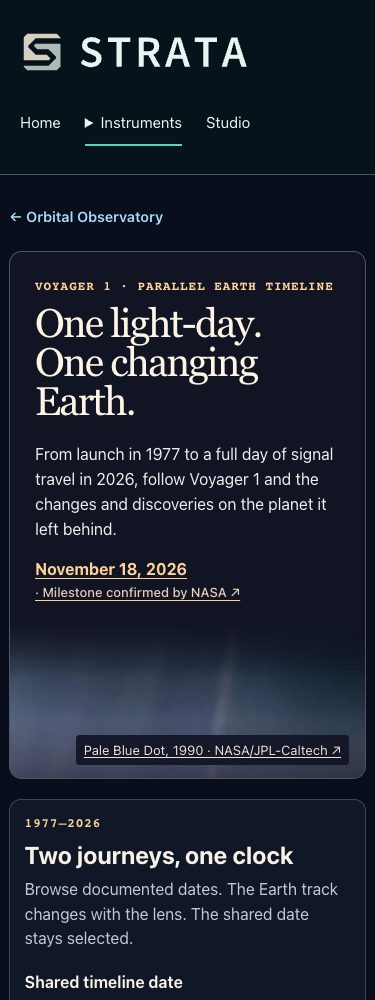 STRATA
Home ▶ Instruments Studio
← Orbital Observatory
VOYAGER 1 · PARALLEL EARTH TIMELINE
One light-day.
One changing
Earth.
From launch in 1977 to a full day of signal
travel in 2026, follow Voyager 1 and the
changes and discoveries on the planet it
left behind.
November 18, 2026
· Milestone confirmed by NASA ↗
Pale Blue Dot, 1990 · NASA/JPL-Caltech ↗
1977—2026
Two journeys, one clock
Browse documented dates. The Earth track
changes with the lens. The shared date
stays selected.
Shared timeline date